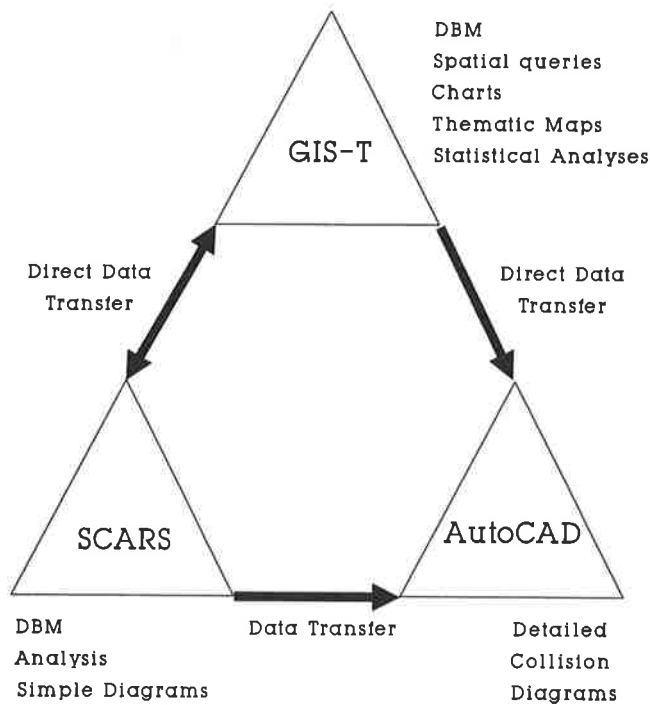 DBM
Spatial queries
Charts
Thematic Maps
Statistical Analyses
GIS-T
Direct Data
Transfer
Direct Data
Transfer
SCARS
AutoCAD
Data Transfer
DBM
Analysis
Simple Diagrams
Detailed
Collision
Diagrams